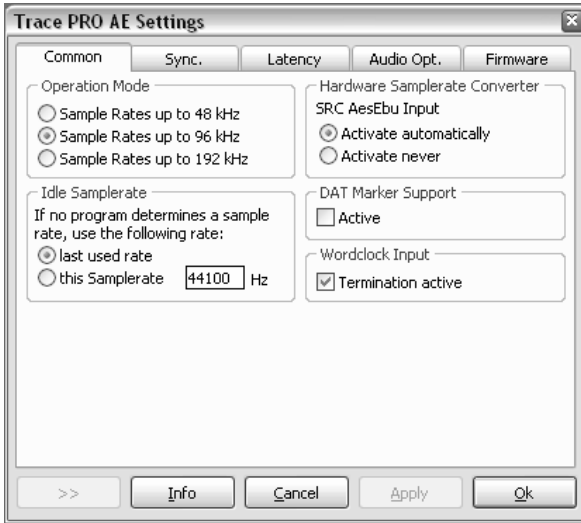 Trace PRO AE Settings
Common
Sync.
Latency
Audio Opt.
Firmware
Operation Mode
Sample Rates up to 48 kHz
Sample Rates up to 96 kHz
Sample Rates up to 192 kHz
Idle Samplerate
If no program determines a sample
rate, use the following rate:
last used rate
this Samplerate 44100 Hz
Hardware Samplerate Converter
SRC AesEbu Input
Activate automatically
Activate never
DAT Marker Support
Active
Wordclock Input
Termination active
>>
Info
Cancel
Apply
Ok